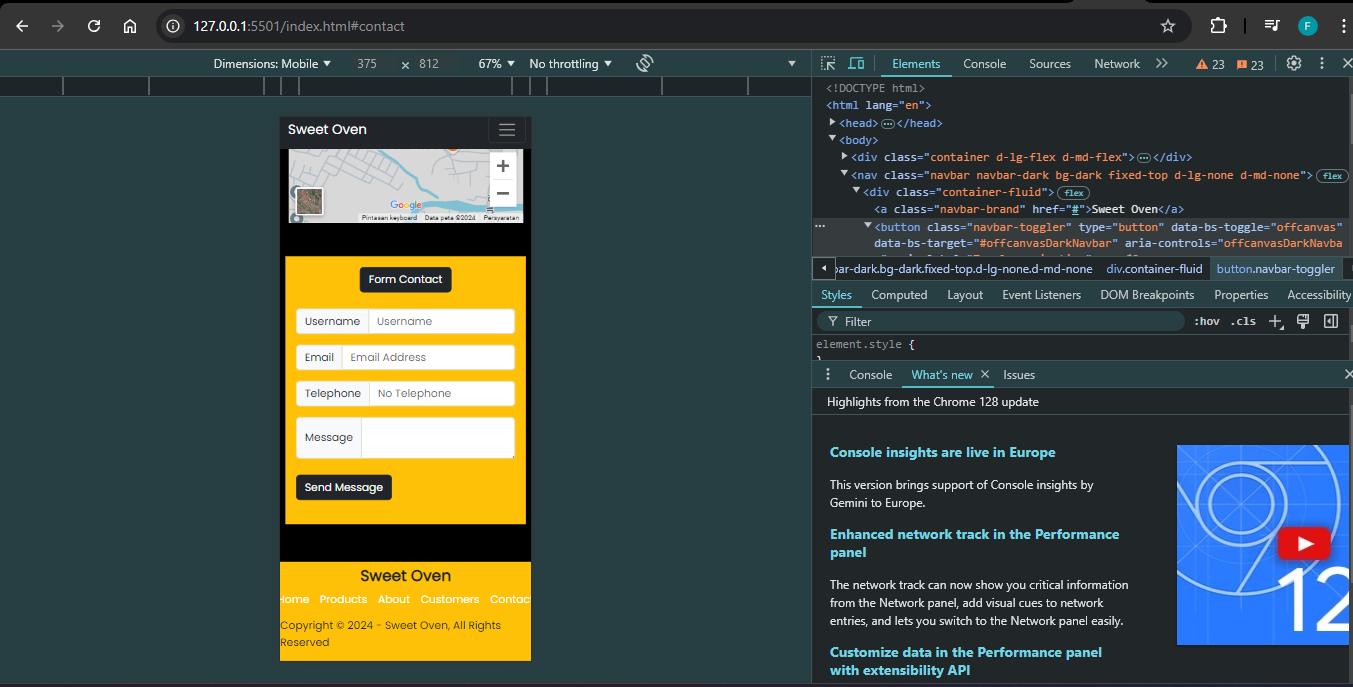 127.0.0.1:5501/index.html#contact
F
Dimensions: Mobile 375 × 812 67% No throttling
Elements Console Sources Network 23 23
Sweet Oven
Google
Pintasan keyboard Data peta ©2024 Persyaratan
Form Contact
Username Username
Email Email Address
Telephone No Telephone
Message
Send Message
Sweet Oven
Home Products About Customers Contac
Copyright © 2024 - Sweet Oven, All Rights
Reserved
<!DOCTYPE html>
<html lang="en">
<head> ⋯ </head>
<body>
<div class="container d-lg-flex d-md-flex"> ⋯ </div>
<nav class="navbar navbar-dark bg-dark fixed-top d-lg-none d-md-none"> flex
<div class="container-fluid"> flex
<a class="navbar-brand" href="#">Sweet Oven</a>
<button class="navbar-toggler" type="button" data-bs-toggle="offcanvas"
data-bs-target="#offcanvasDarkNavbar" aria-controls="offcanvasDarkNavba
ar-dark.bg-dark.fixed-top.d-lg-none.d-md-none div.container-fluid button.navbar-toggler
Styles Computed Layout Event Listeners DOM Breakpoints Properties Accessibility
Filter :hov .cls
element.style {
}
Console What's new Issues
Highlights from the Chrome 128 update
Console insights are live in Europe
This version brings support of Console insights by
Gemini to Europe.
Enhanced network track in the Performance
panel
The network track can now show you critical information
from the Network panel, add visual cues to network
entries, and lets you switch to the Network panel easily.
Customize data in the Performance panel
with extensibility API
12